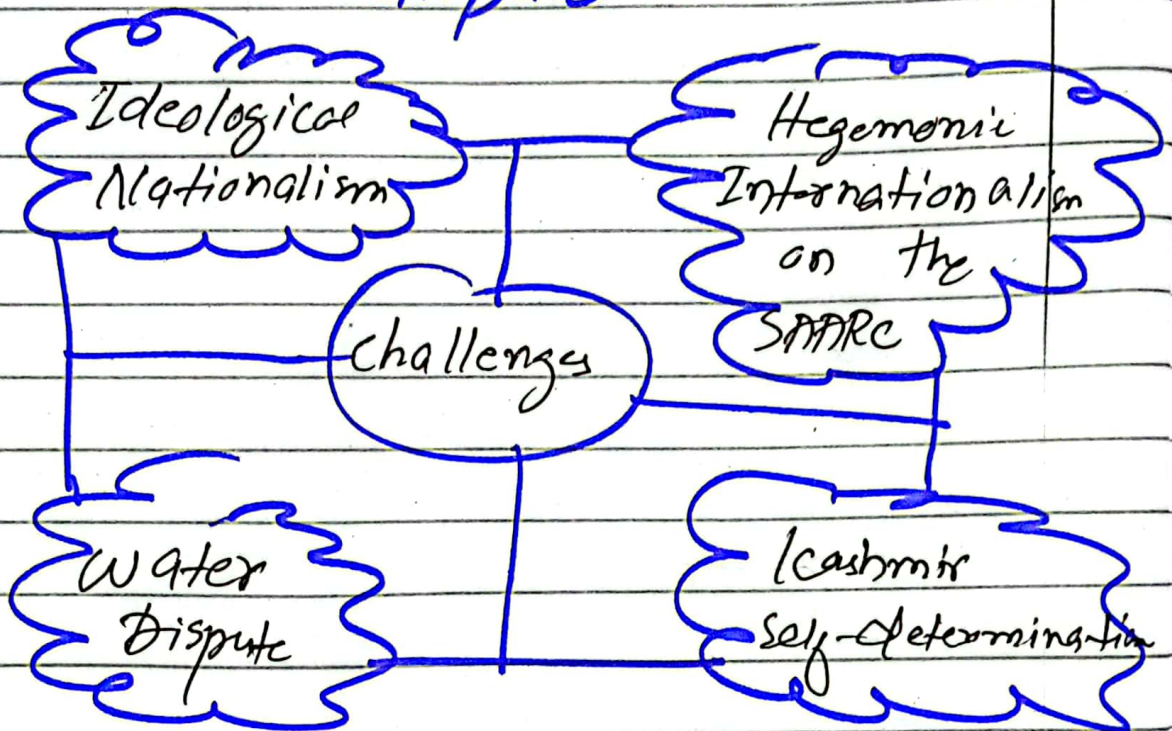 Ideological
Nationalism
Hegemonic
Internationalism
on the
SAARC
Challenges
Water
Dispute
Kashmir
Self-determination